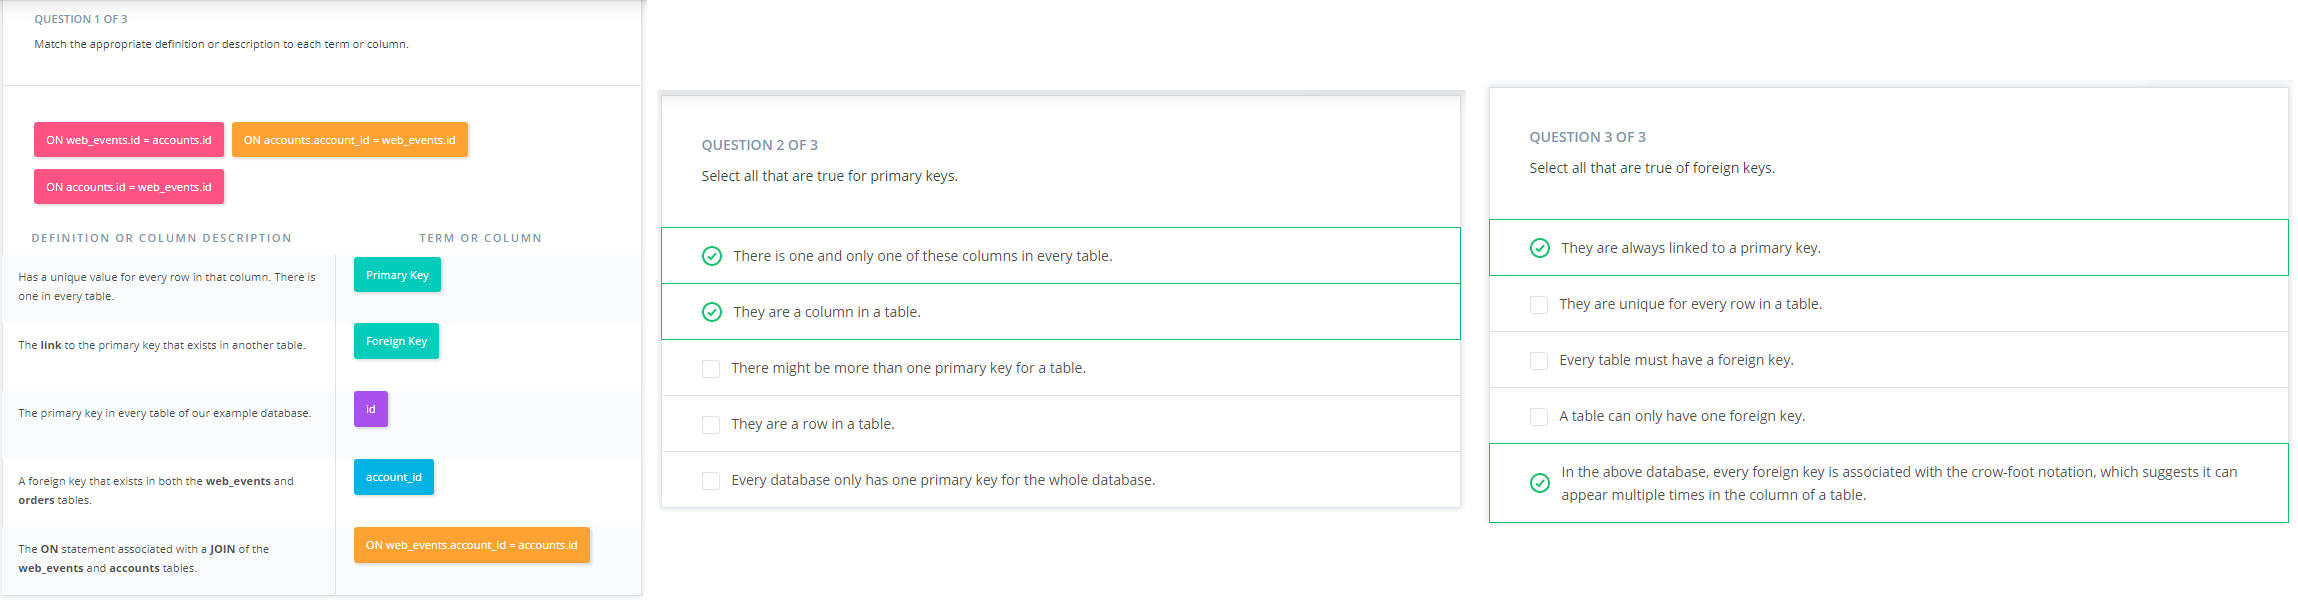 QUESTION 1 OF 3
Match the appropriate definition or description to each term or column.
ON web_events.id = accounts.id
ON accounts.account_id = web_events.id
ON accounts.id = web_events.id
DEFINITION OR COLUMN DESCRIPTION
TERM OR COLUMN
Has a unique value for every row in that column. There is
one in every table.
Primary Key
The link to the primary key that exists in another table.
Foreign Key
The primary key in every table of our example database.
id
A foreign key that exists in both the web_events and
orders tables.
account_id
The ON statement associated with a JOIN of the
web_events and accounts tables.
ON web_events.account_id = accounts.id
QUESTION 2 OF 3
Select all that are true for primary keys.
There is one and only one of these columns in every table.
They are a column in a table.
There might be more than one primary key for a table.
They are a row in a table.
Every database only has one primary key for the whole database.
QUESTION 3 OF 3
Select all that are true of foreign keys.
They are always linked to a primary key.
They are unique for every row in a table.
Every table must have a foreign key.
A table can only have one foreign key.
In the above database, every foreign key is associated with the crow-foot notation, which suggests it can
appear multiple times in the column of a table.